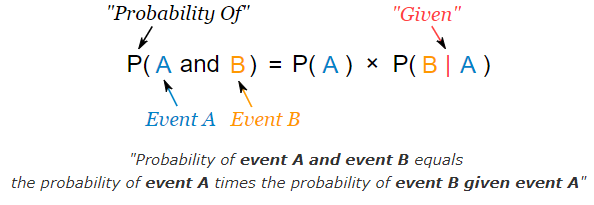 "Probability Of" "Given"
P( A and B ) = P( A ) × P( B | A )
Event A Event B
"Probability of event A and event B equals
the probability of event A times the probability of event B given event A"